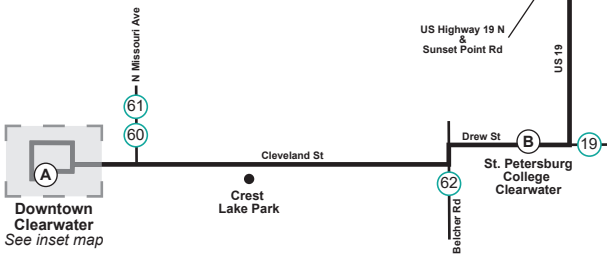 US Highway 19 N
&
Sunset Point Rd
US 19
N Missouri Ave
61
60
Drew St
B
19
Cleveland St
St. Petersburg
College
Clearwater
A
62
Crest
Lake Park
Belcher Rd
Downtown
Clearwater
See inset map